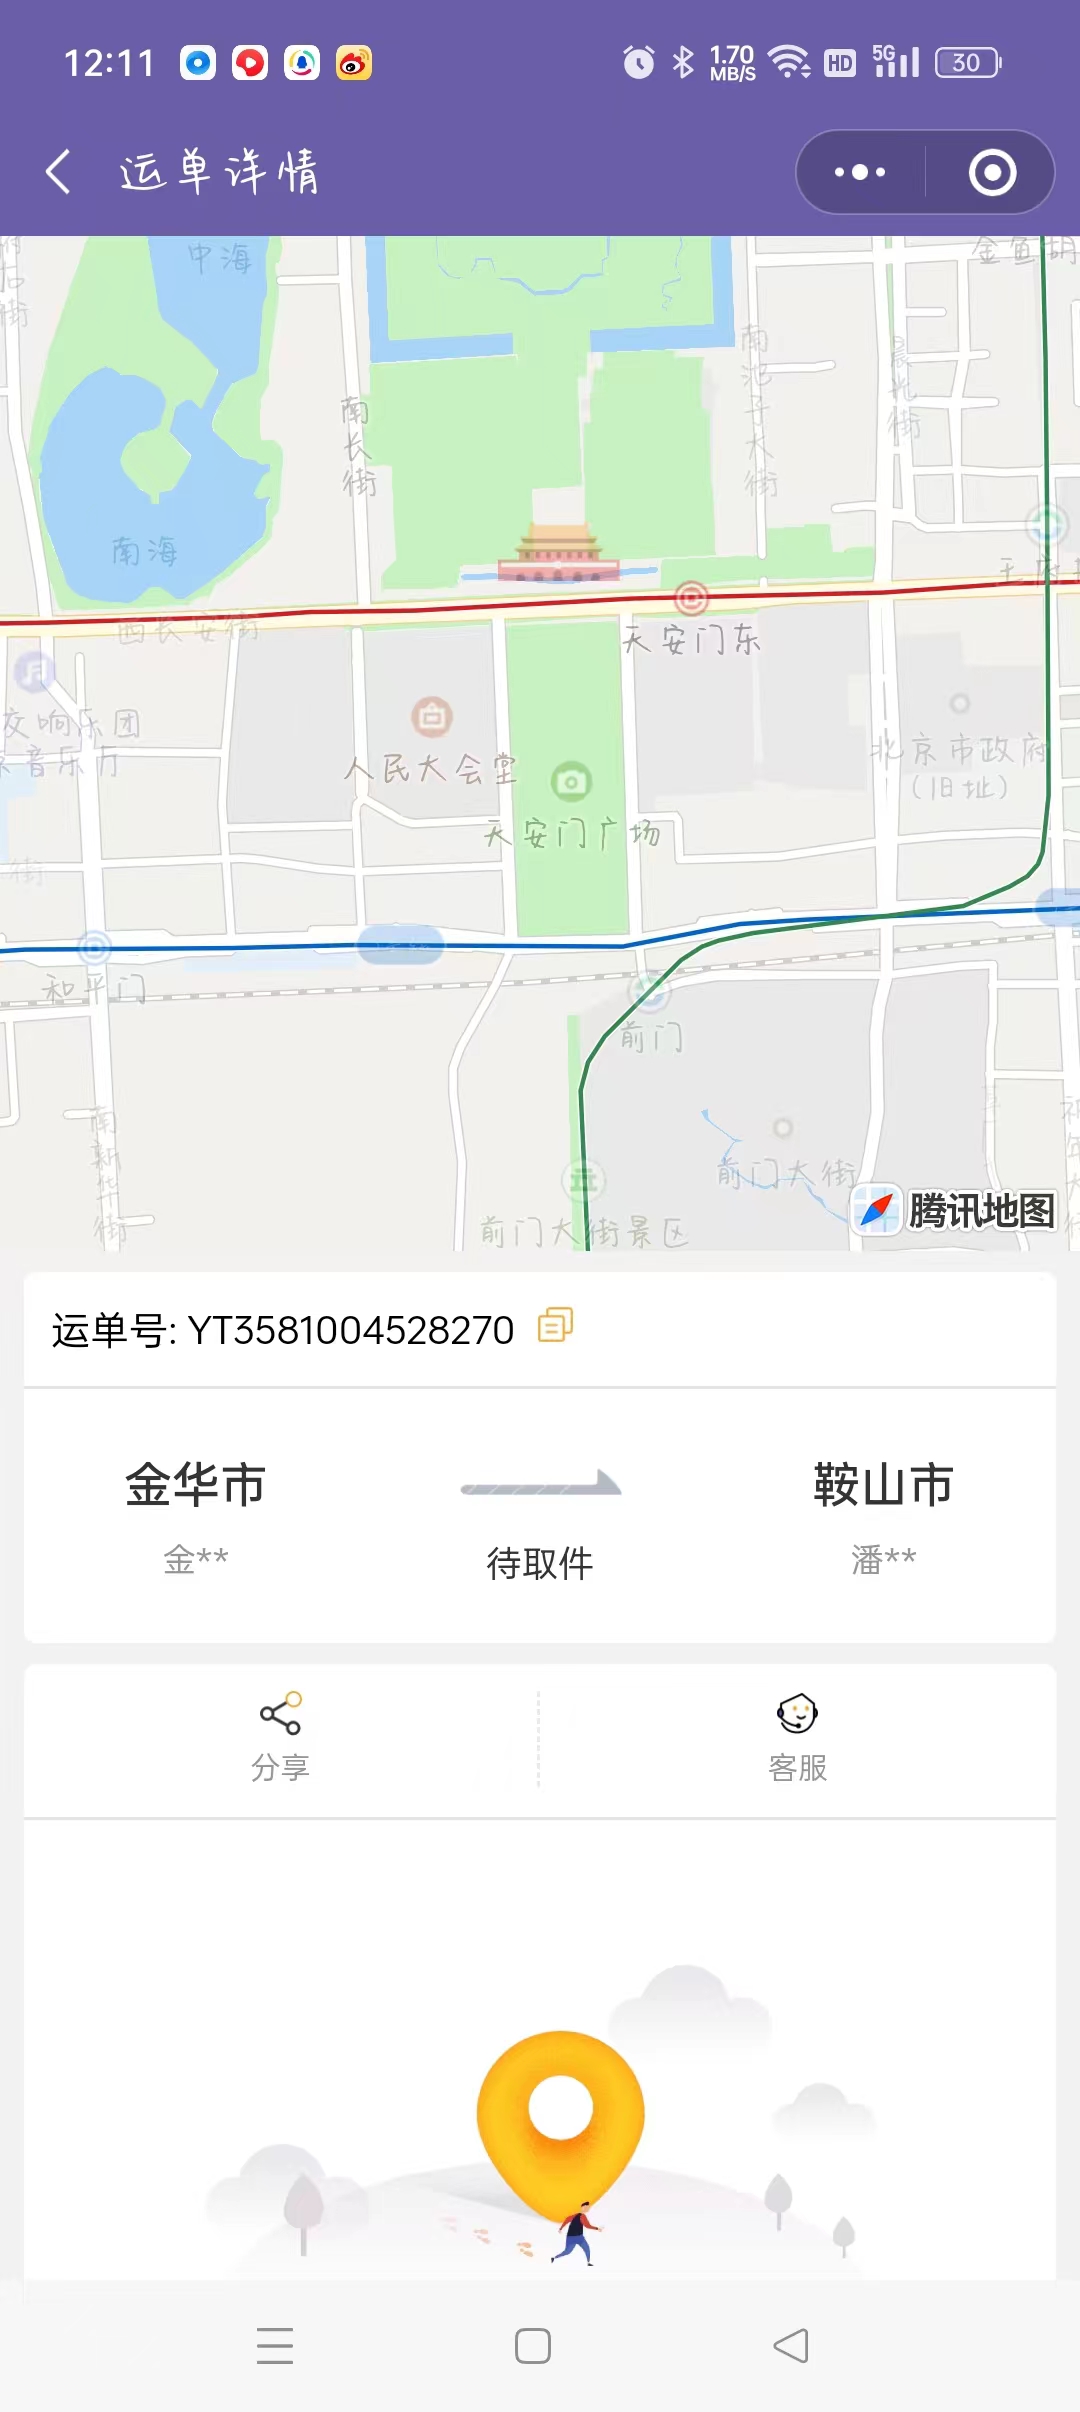 12:11
1.70
MB/S
HD
5G
30
运单详情
中海
金鱼胡
南池子大街
晨光街
南长街
南海
西长安街
天安门东
交响乐团
音乐厅
人民大会堂
北京市政府
(旧址)
天安门广场
街
和平门
前门
南新华街
前门大街
前门大街景区
腾讯地图
运单号: YT3581004528270
金华市
鞍山市
金**
待取件
潘**
分享
客服